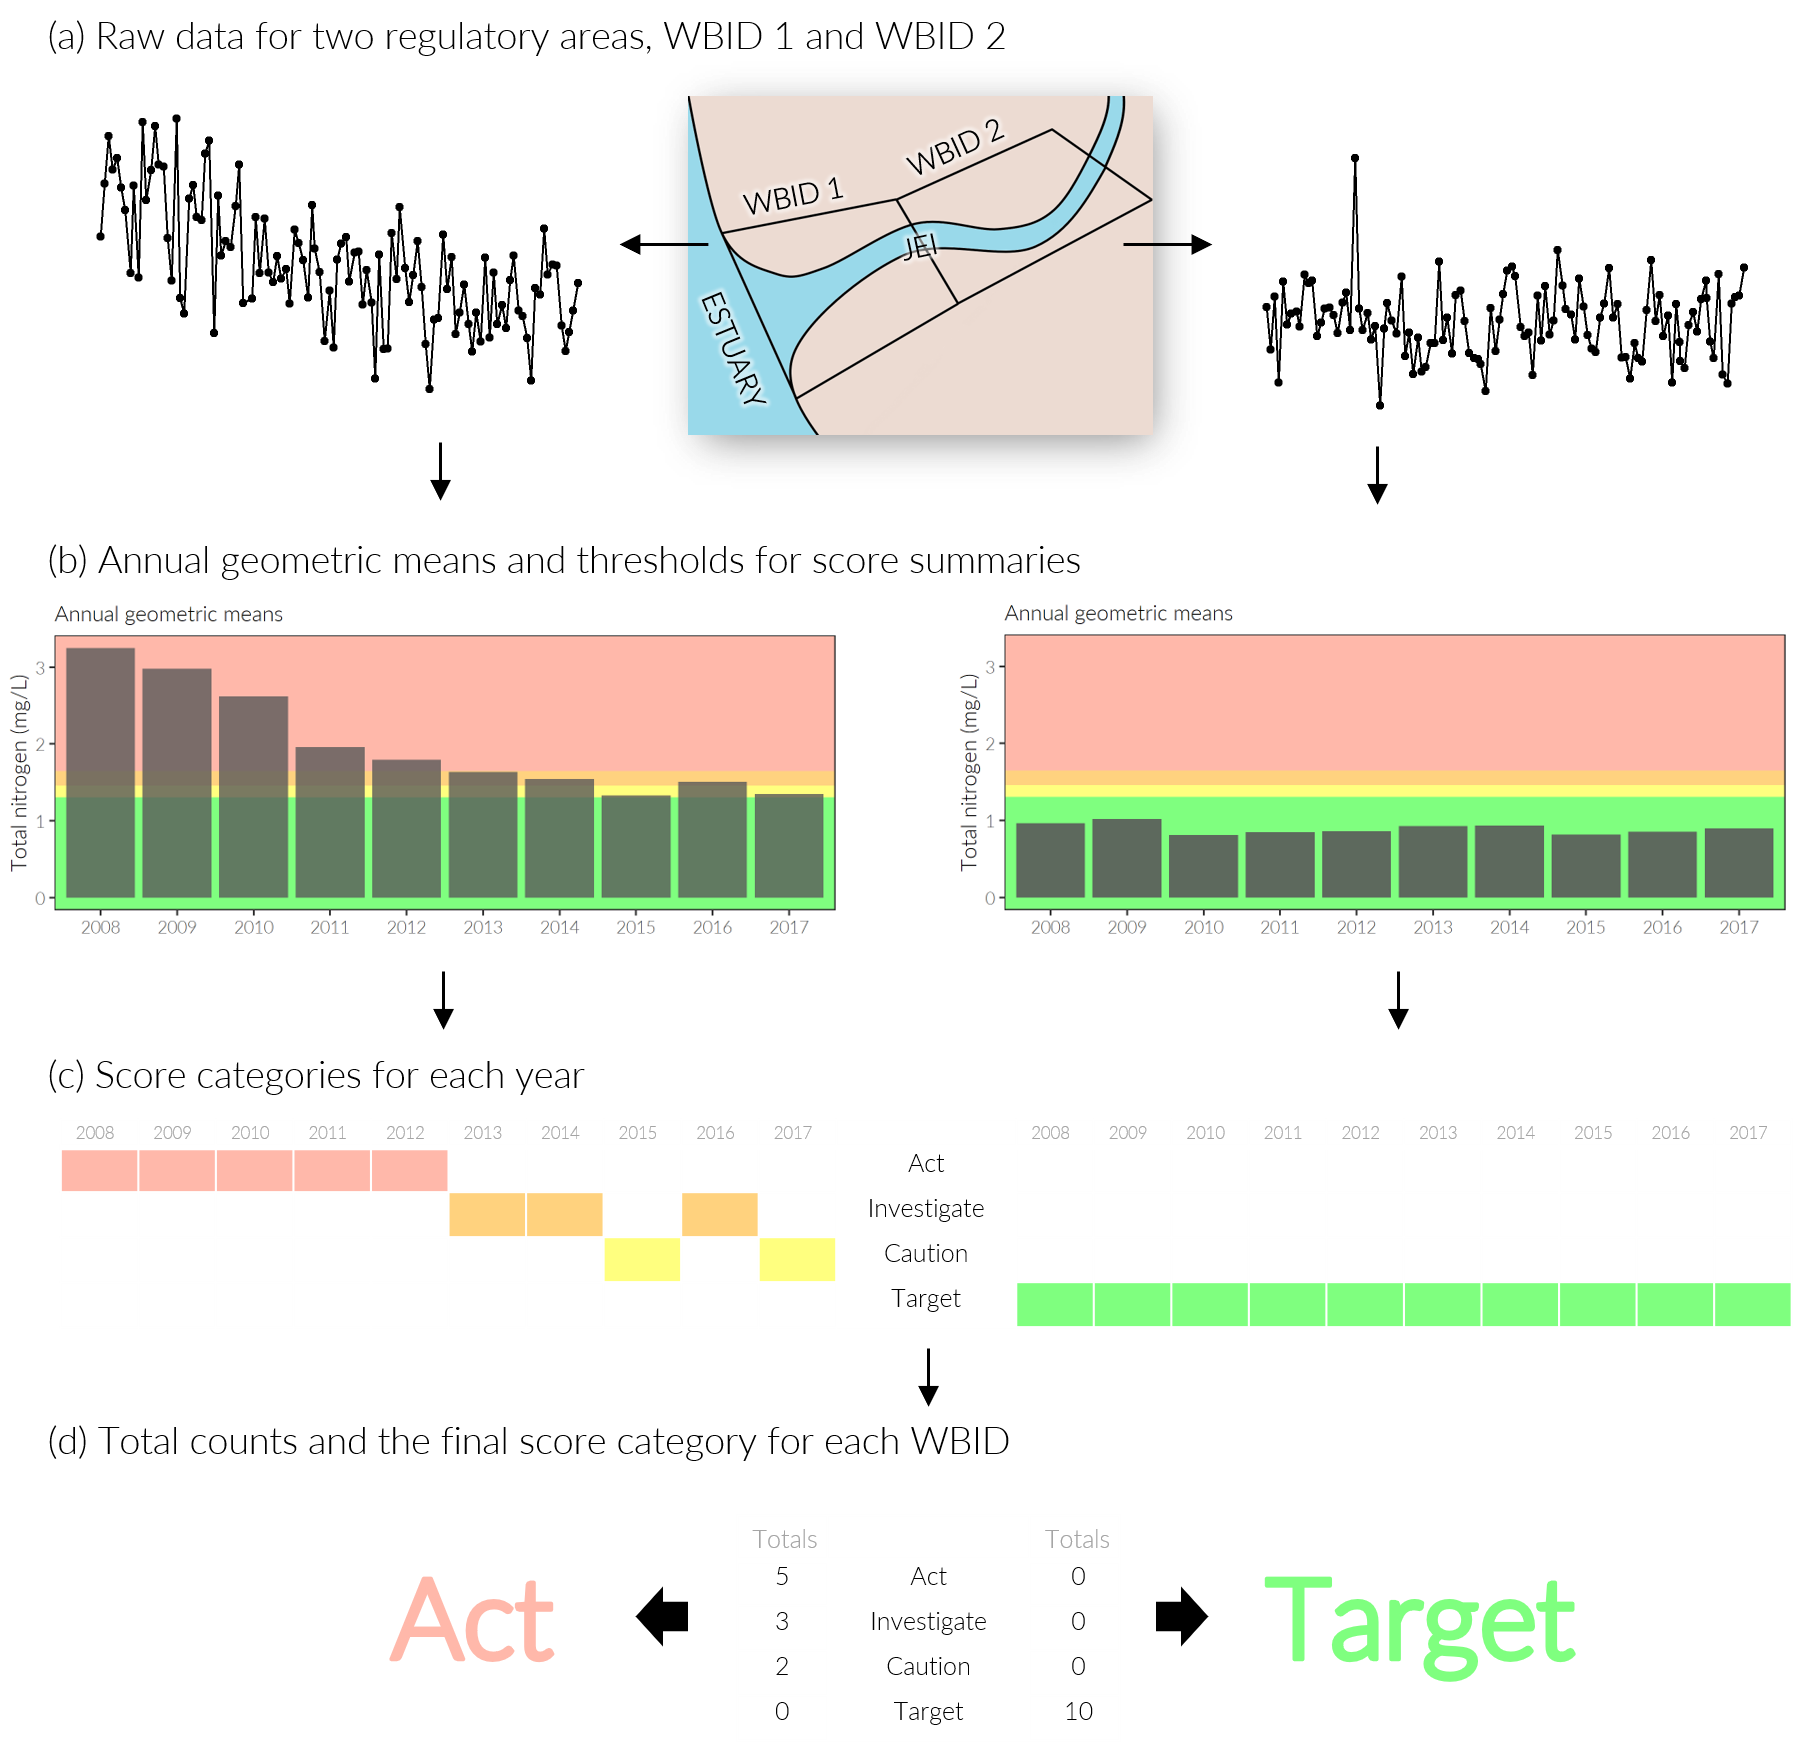 (a) Raw data for two regulatory areas, WBID 1 and WBID 2
WBID 2
WBID 1
JEI
ESTUARY
(b) Annual geometric means and thresholds for score summaries
Annual geometric means
Total nitrogen (mg/L)
3
2
1
0
2008 2009 2010 2011 2012 2013 2014 2015 2016 2017
Annual geometric means
Total nitrogen (mg/L)
3
2
1
0
2008 2009 2010 2011 2012 2013 2014 2015 2016 2017
(c) Score categories for each year
2008 2009 2010 2011 2012 2013 2014 2015 2016 2017
2008 2009 2010 2011 2012 2013 2014 2015 2016 2017
Act
Investigate
Caution
Target
(d) Total counts and the final score category for each WBID
Totals Totals
5 Act 0
3 Investigate 0
2 Caution 0
0 Target 10
Act
Target